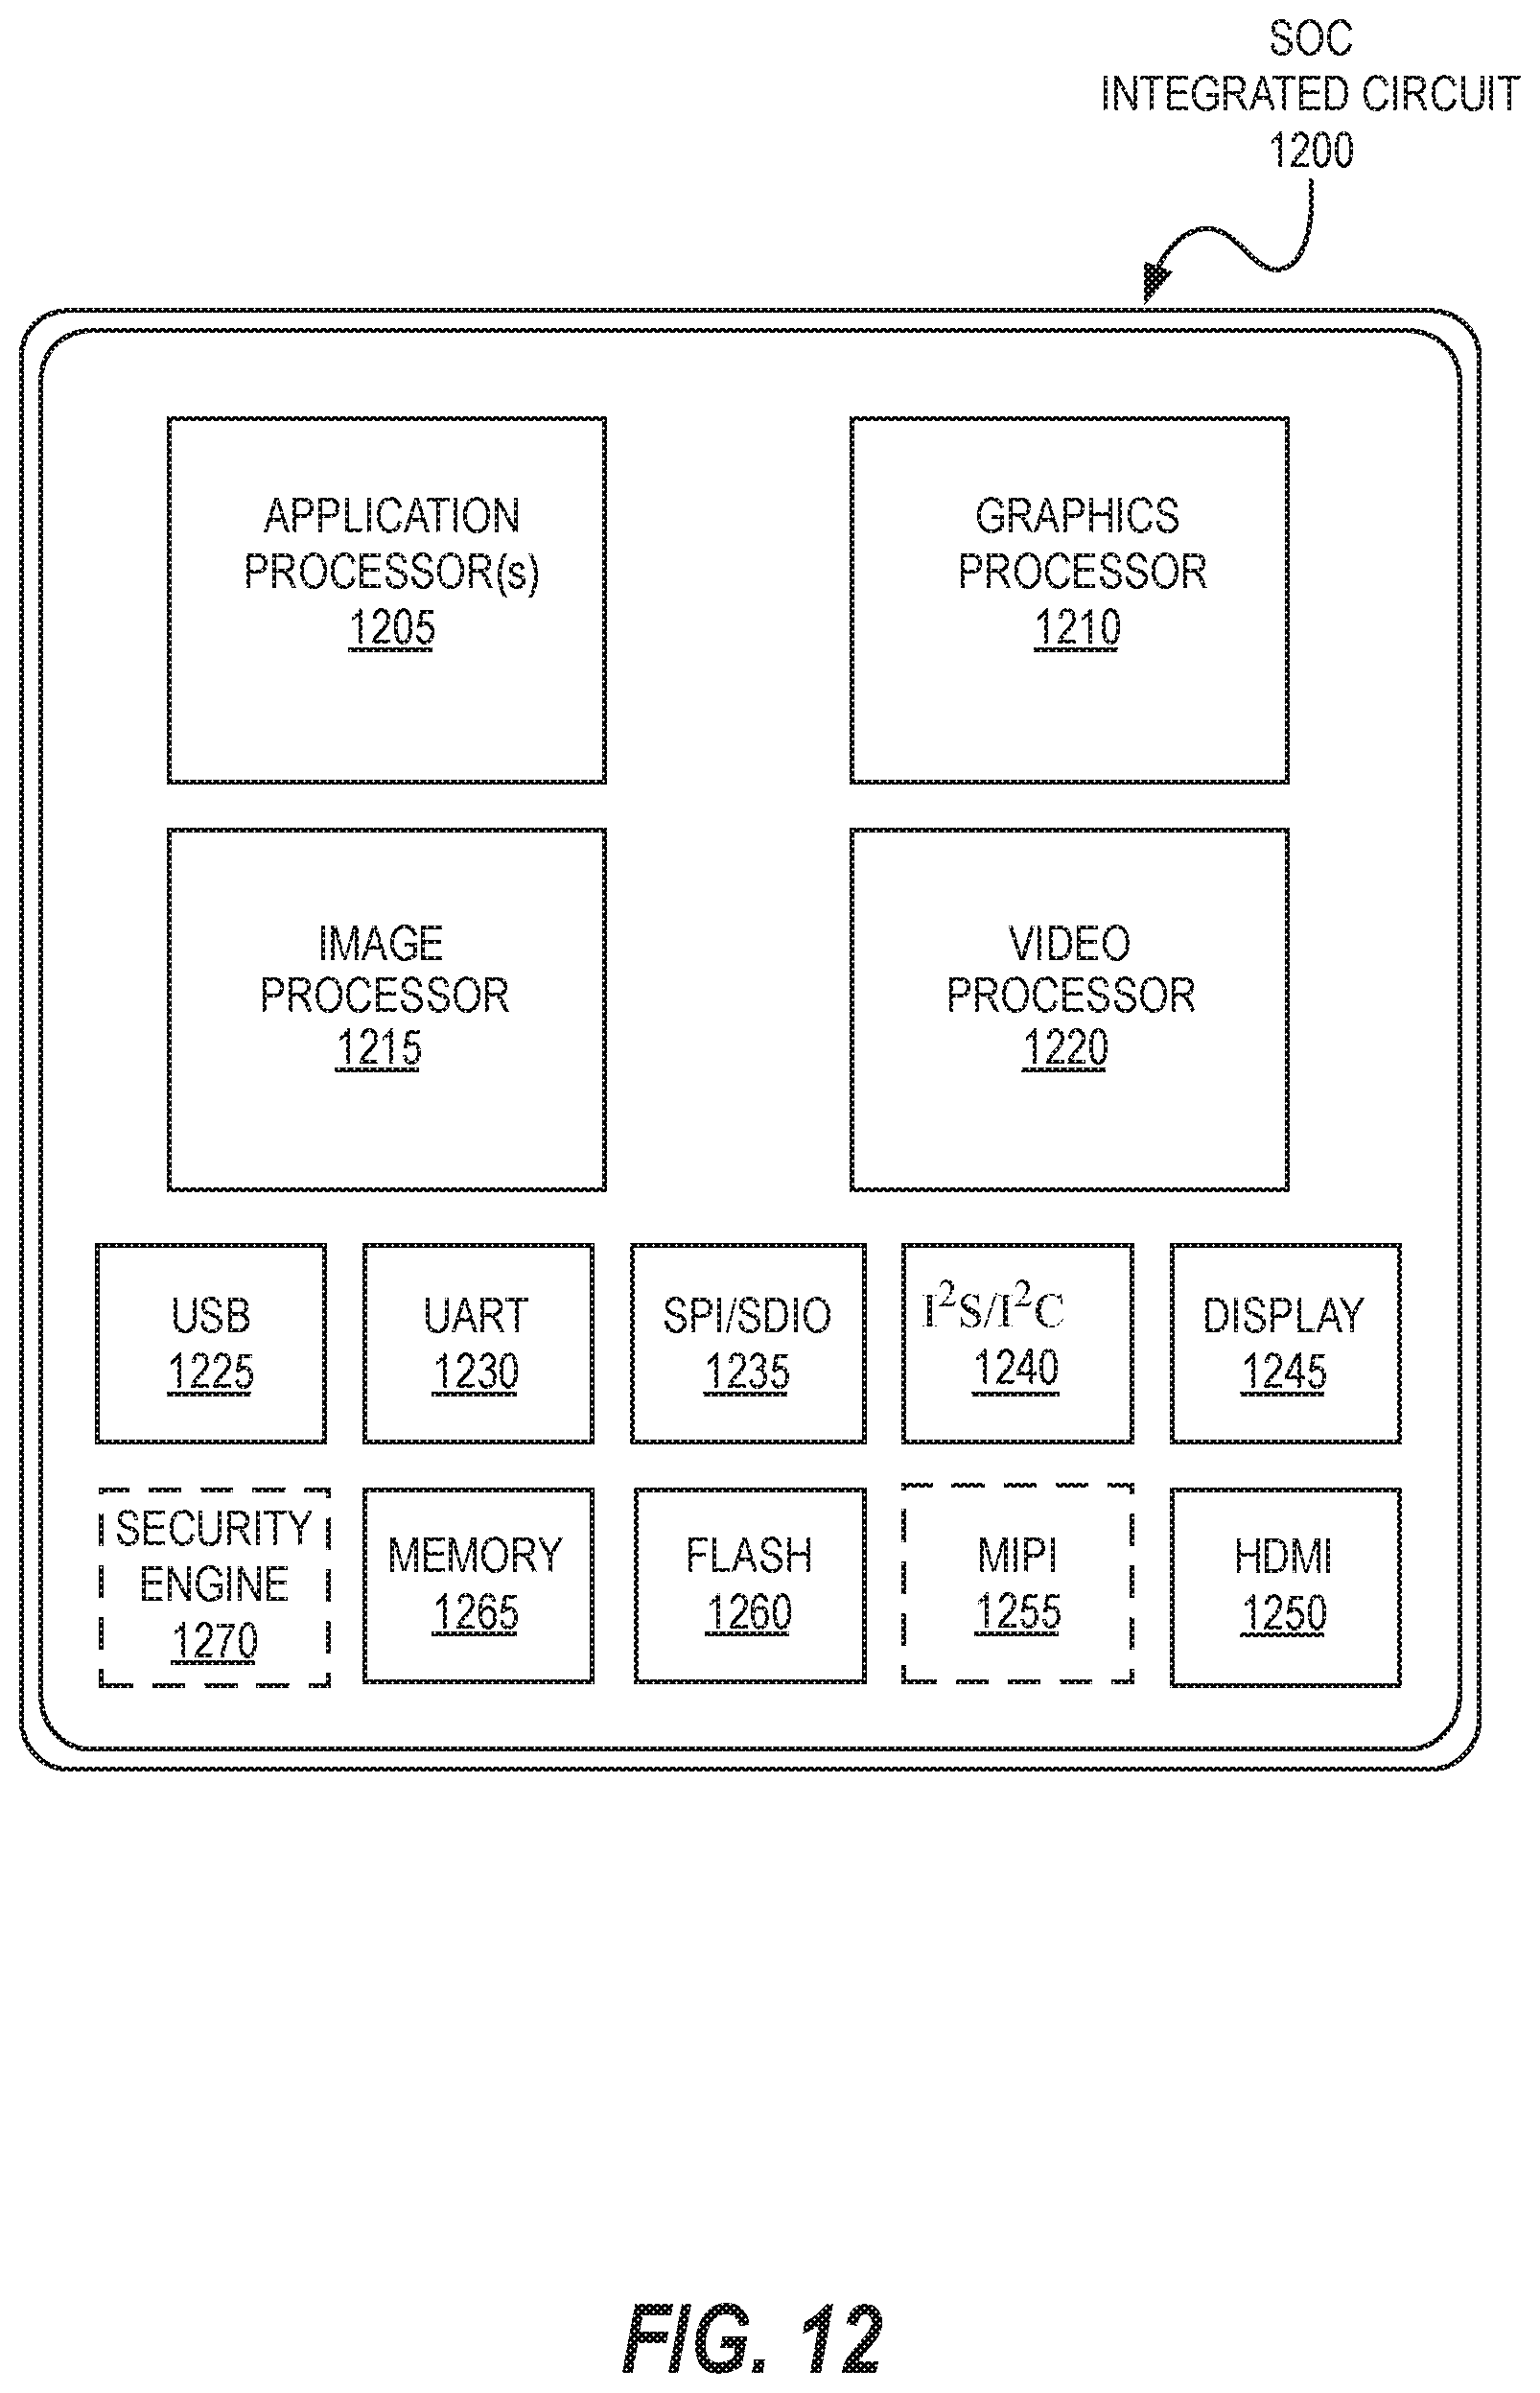 SOC
INTEGRATED CIRCUIT
1200
APPLICATION
PROCESSOR(s)
1205
GRAPHICS
PROCESSOR
1210
IMAGE
PROCESSOR
1215
VIDEO
PROCESSOR
1220
USB
1225
UART
1230
SPI/SDIO
1235
I²S/I²C
1240
DISPLAY
1245
SECURITY
ENGINE
1270
MEMORY
1265
FLASH
1260
MIPI
1255
HDMI
1250
FIG. 12